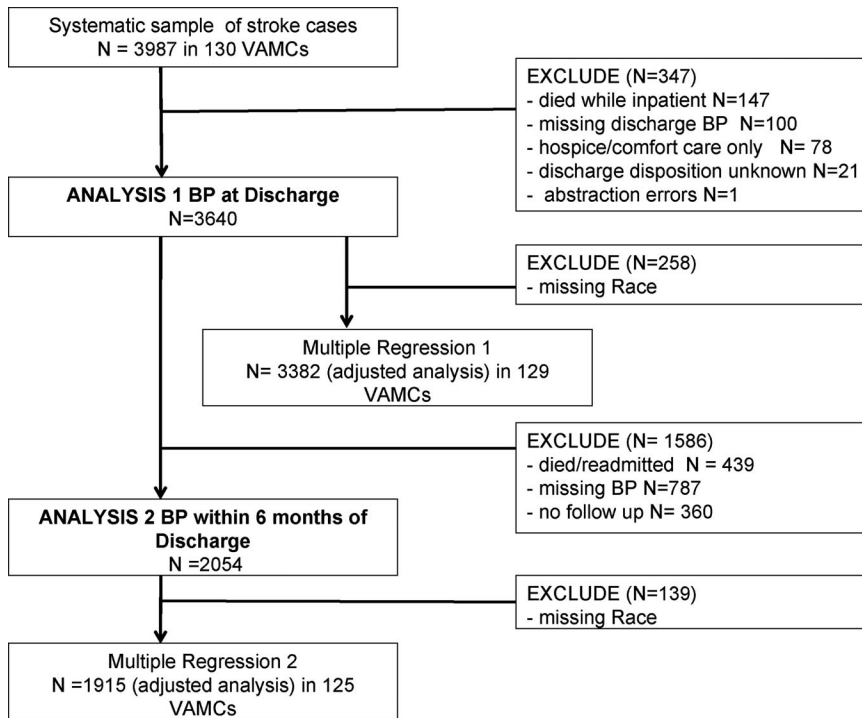 Systematic sample of stroke cases
N = 3987 in 130 VAMCs
EXCLUDE (N=347)
- died while inpatient N=147
- missing discharge BP N=100
- hospice/comfort care only N= 78
- discharge disposition unknown N=21
- abstraction errors N=1
ANALYSIS 1 BP at Discharge
N=3640
EXCLUDE (N=258)
- missing Race
Multiple Regression 1
N= 3382 (adjusted analysis) in 129
VAMCs
EXCLUDE (N= 1586)
- died/readmitted N = 439
- missing BP N=787
- no follow up N= 360
ANALYSIS 2 BP within 6 months of
Discharge
N =2054
EXCLUDE (N=139)
- missing Race
Multiple Regression 2
N =1915 (adjusted analysis) in 125
VAMCs